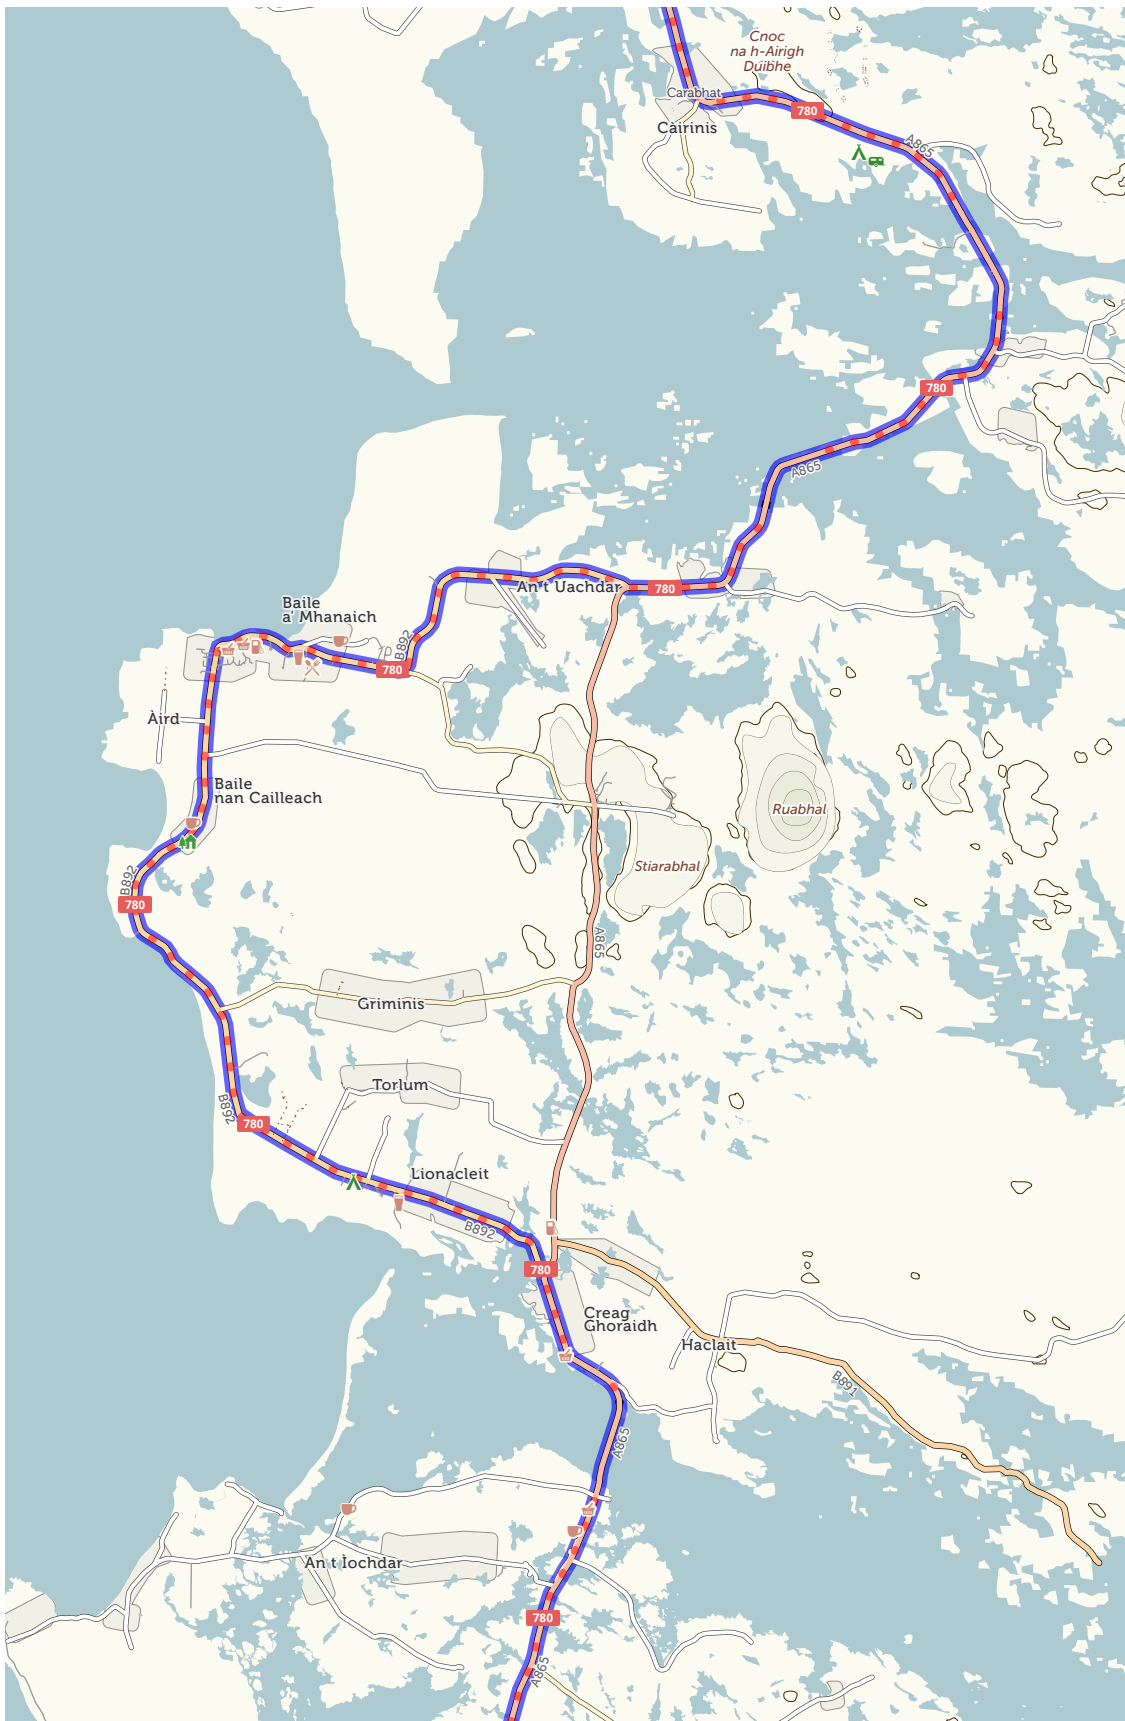 Cnoc
na h-Airigh
Dúibhe
Carabhat
780
Càirinis
A865
780
A865
An t Uachdar
780
Baile
a' Mhanaich
B892
780
Àird
Baile
nan Cailleach
Ruabhal
Stiarabhal
B892
780
A865
Griminis
Torlum
B892
780
Lionacleit
B892
780
Creag
Ghoraidh
Haclait
B891
A865
An t Ìochdar
780
A865